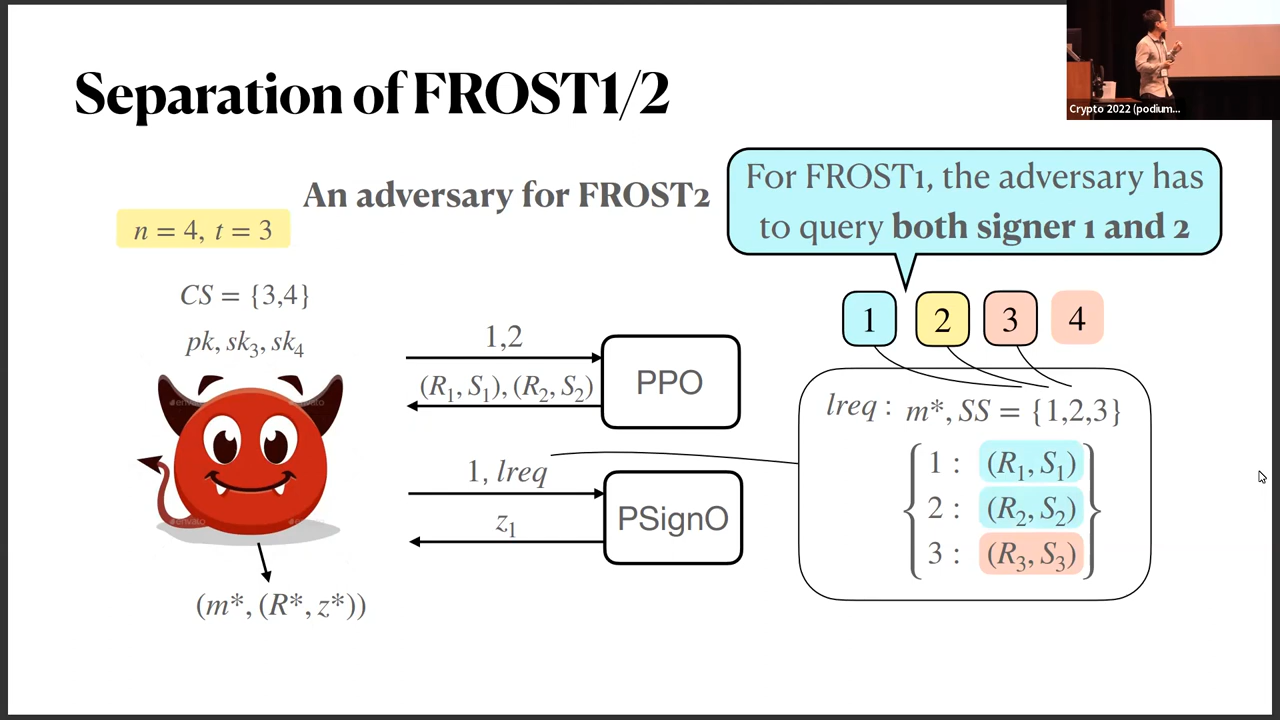 Crypto 2022 (podium...
Separation of FROST1/2
An adversary for FROST2
n = 4, t = 3
For FROST1, the adversary has
to query both signer 1 and 2
CS = {3,4}
pk, sk₃, sk₄
1,2
(R₁, S₁), (R₂, S₂)
PPO
1 2 3 4
lreq : m*, SS = {1,2,3}
1 : (R₁, S₁)
2 : (R₂, S₂)
3 : (R₃, S₃)
1, lreq
z₁
PSignO
(m*, (R*, z*))